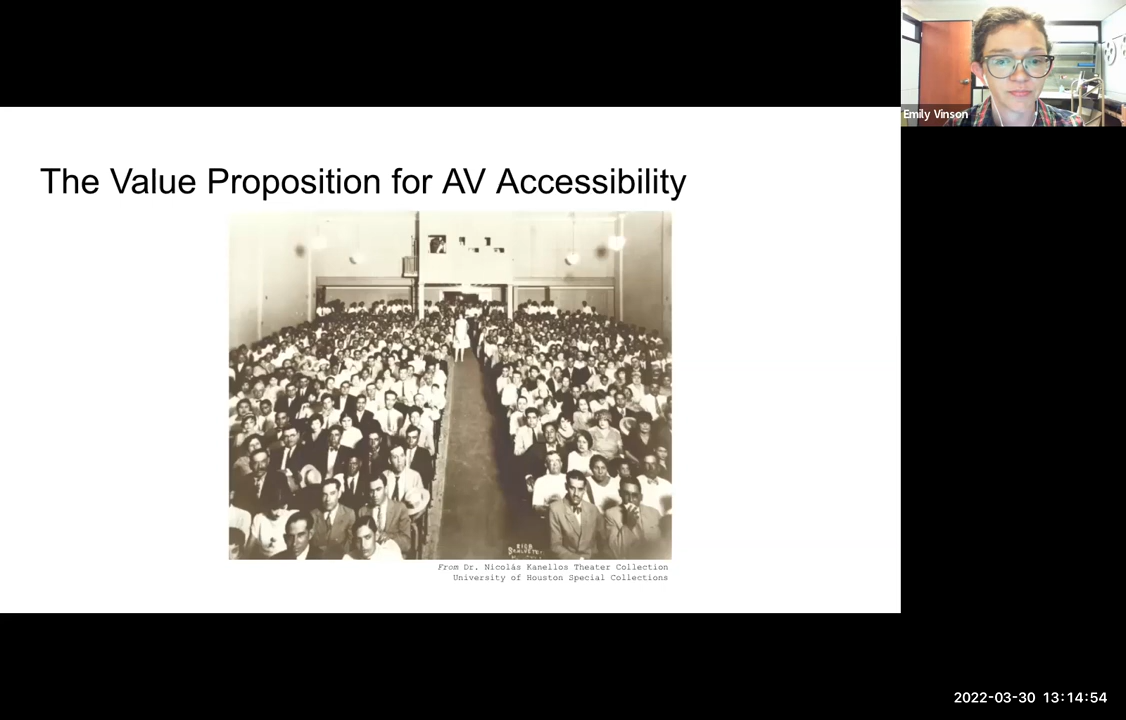 Emily Vinson
The Value Proposition for AV Accessibility
From Dr. Nicolás Kanellos Theater Collection
University of Houston Special Collections
2022-03-30 13:14:54